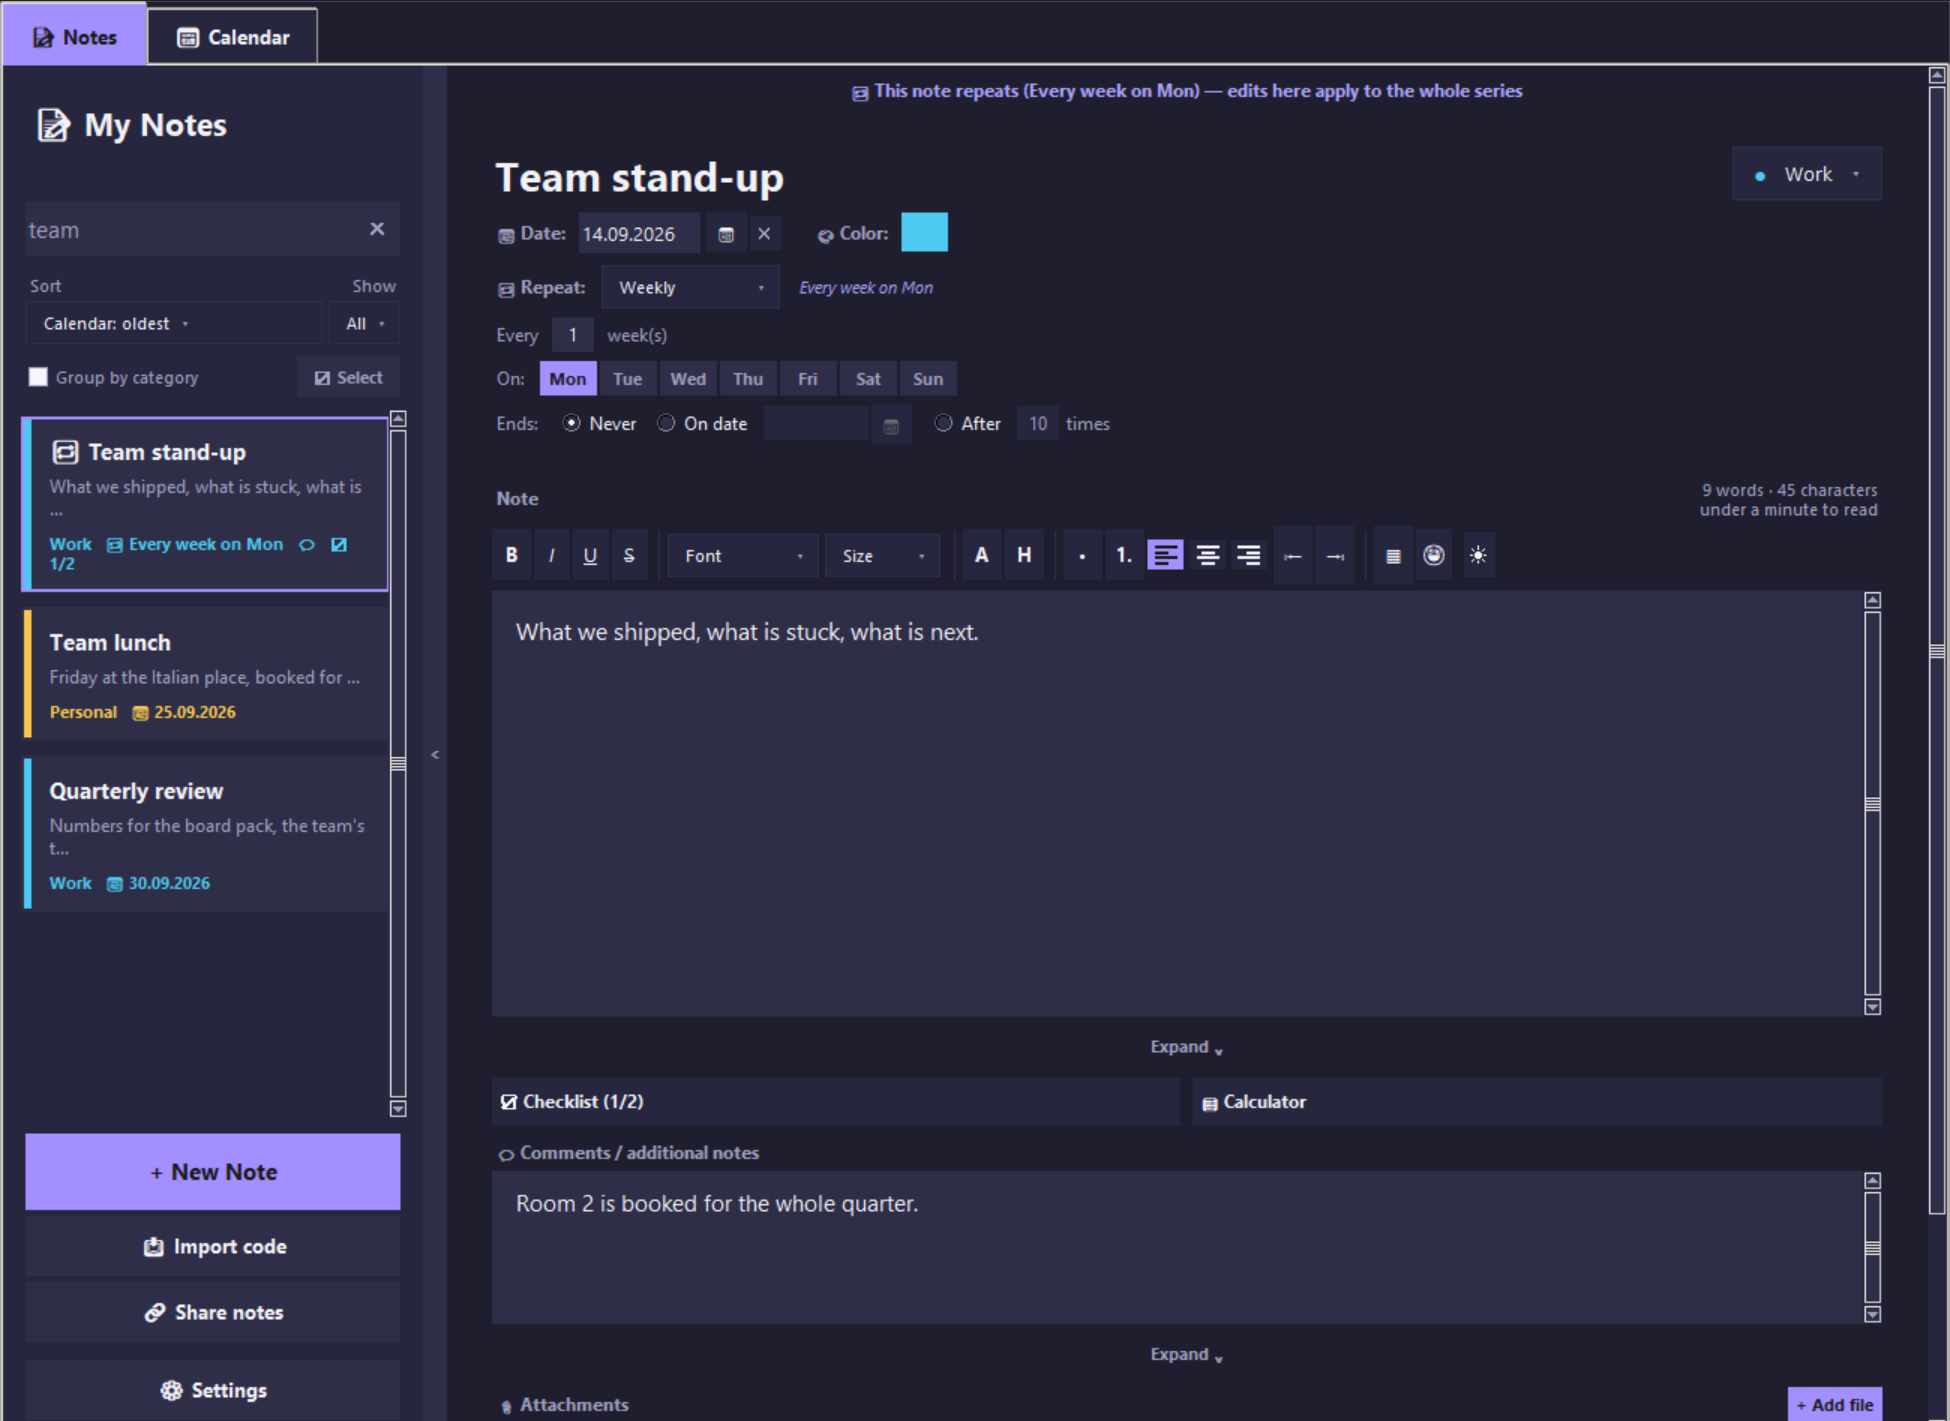 Notes
Calendar
My Notes
team
Sort
Show
Calendar: oldest
All
Group by category
Select
Team stand-up
What we shipped, what is stuck, what is
...
Work Every week on Mon
1/2
Team lunch
Friday at the Italian place, booked for ...
Personal 25.09.2026
Quarterly review
Numbers for the board pack, the team's
t...
Work 30.09.2026
+ New Note
Import code
Share notes
Settings
<
This note repeats (Every week on Mon) — edits here apply to the whole series
Team stand-up
Work
Date: 14.09.2026
Color:
Repeat: Weekly Every week on Mon
Every 1 week(s)
On: Mon Tue Wed Thu Fri Sat Sun
Ends: Never On date After 10 times
Note
9 words · 45 characters
under a minute to read
B I U S Font Size A H • 1.
What we shipped, what is stuck, what is next.
Expand
Checklist (1/2)
Calculator
Comments / additional notes
Room 2 is booked for the whole quarter.
Expand
Attachments
+ Add file